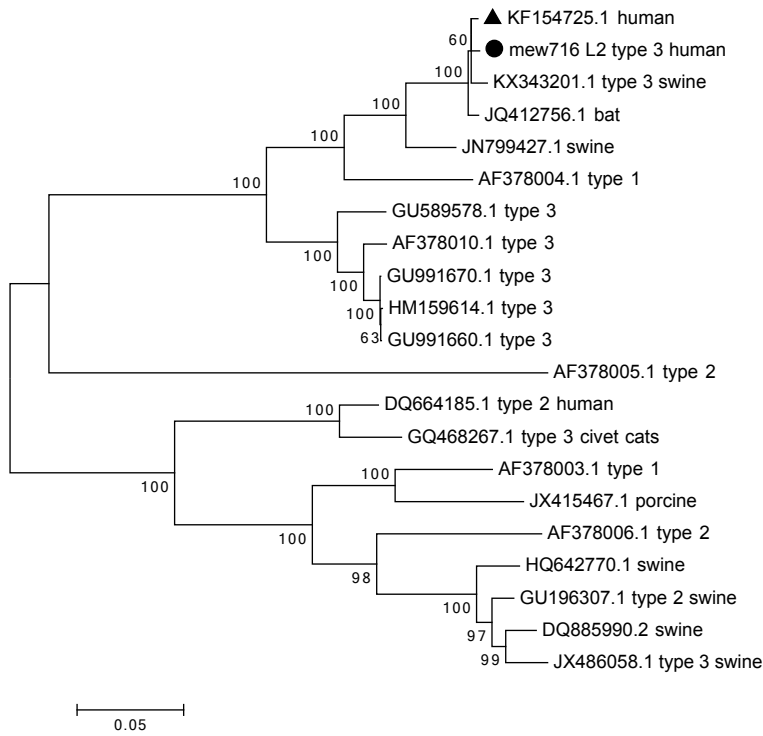 KF154725.1 human
60
mew716 L2 type 3 human
100
KX343201.1 type 3 swine
100
JQ412756.1 bat
100
JN799427.1 swine
100
AF378004.1 type 1
GU589578.1 type 3
AF378010.1 type 3
100
GU991670.1 type 3
100
HM159614.1 type 3
100
GU991660.1 type 3
63
AF378005.1 type 2
DQ664185.1 type 2 human
100
GQ468267.1 type 3 civet cats
AF378003.1 type 1
100
100
JX415467.1 porcine
100
AF378006.1 type 2
HQ642770.1 swine
98
GU196307.1 type 2 swine
100
DQ885990.2 swine
97
JX486058.1 type 3 swine
99
0.05